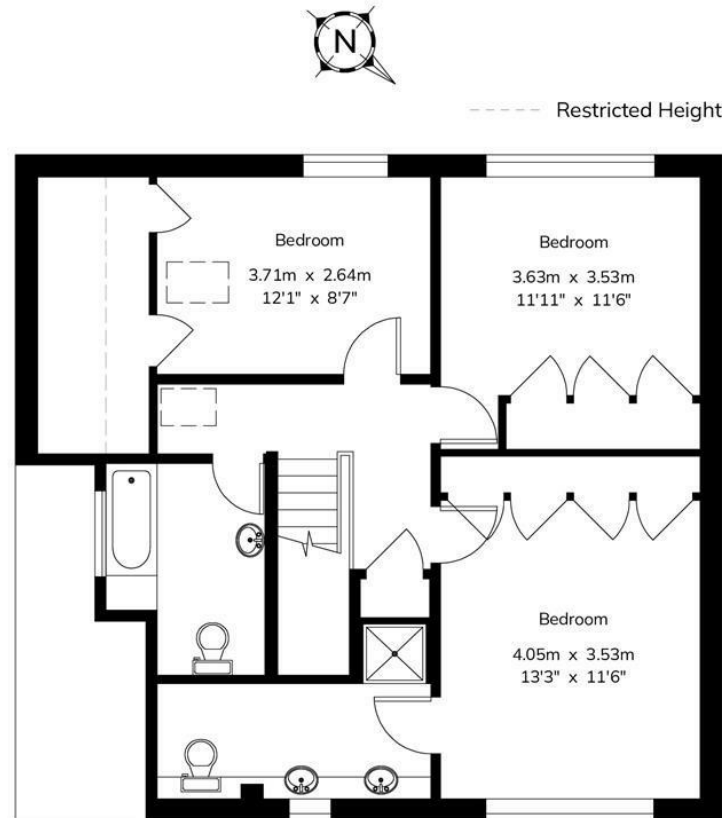 N
Restricted Height
Bedroom
3.71m x 2.64m
12'1" x 8'7"
Bedroom
3.63m x 3.53m
11'11" x 11'6"
Bedroom
4.05m x 3.53m
13'3" x 11'6"